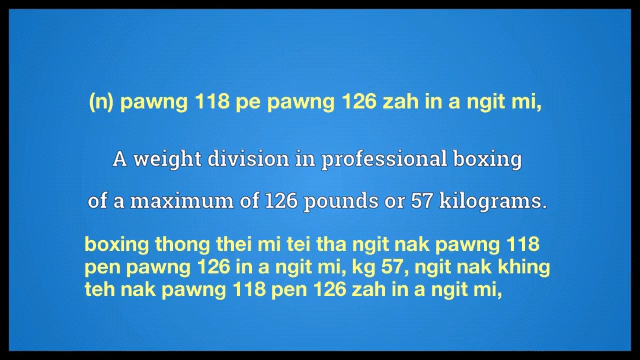 (n) pawng 118 pe pawng 126 zah in a ngit mi,
A weight division in professional boxing
of a maximum of 126 pounds or 57 kilograms.
boxing thong thei mi tei tha ngit nak pawng 118
pen pawng 126 in a ngit mi, kg 57, ngit nak khing
teh nak pawng 118 pen 126 zah in a ngit mi,